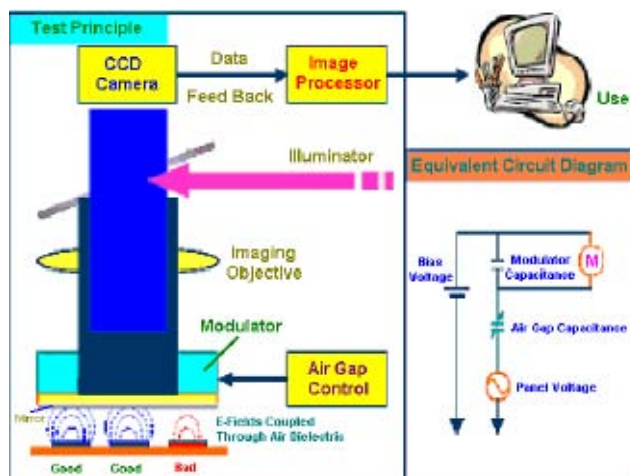 Test Principle
CCD
Camera
Data
Feed Back
Image
Processor
Use
Illuminator
Equivalent Circuit Diagram
Imaging
Objective
Bias
Voltage
Modulator
Capacitance
M
Modulator
Air Gap Capacitance
Air Gap
Control
Panel Voltage
Mirror
E-Fields Coupled
Through Air Dielectric
Good
Good
Bad